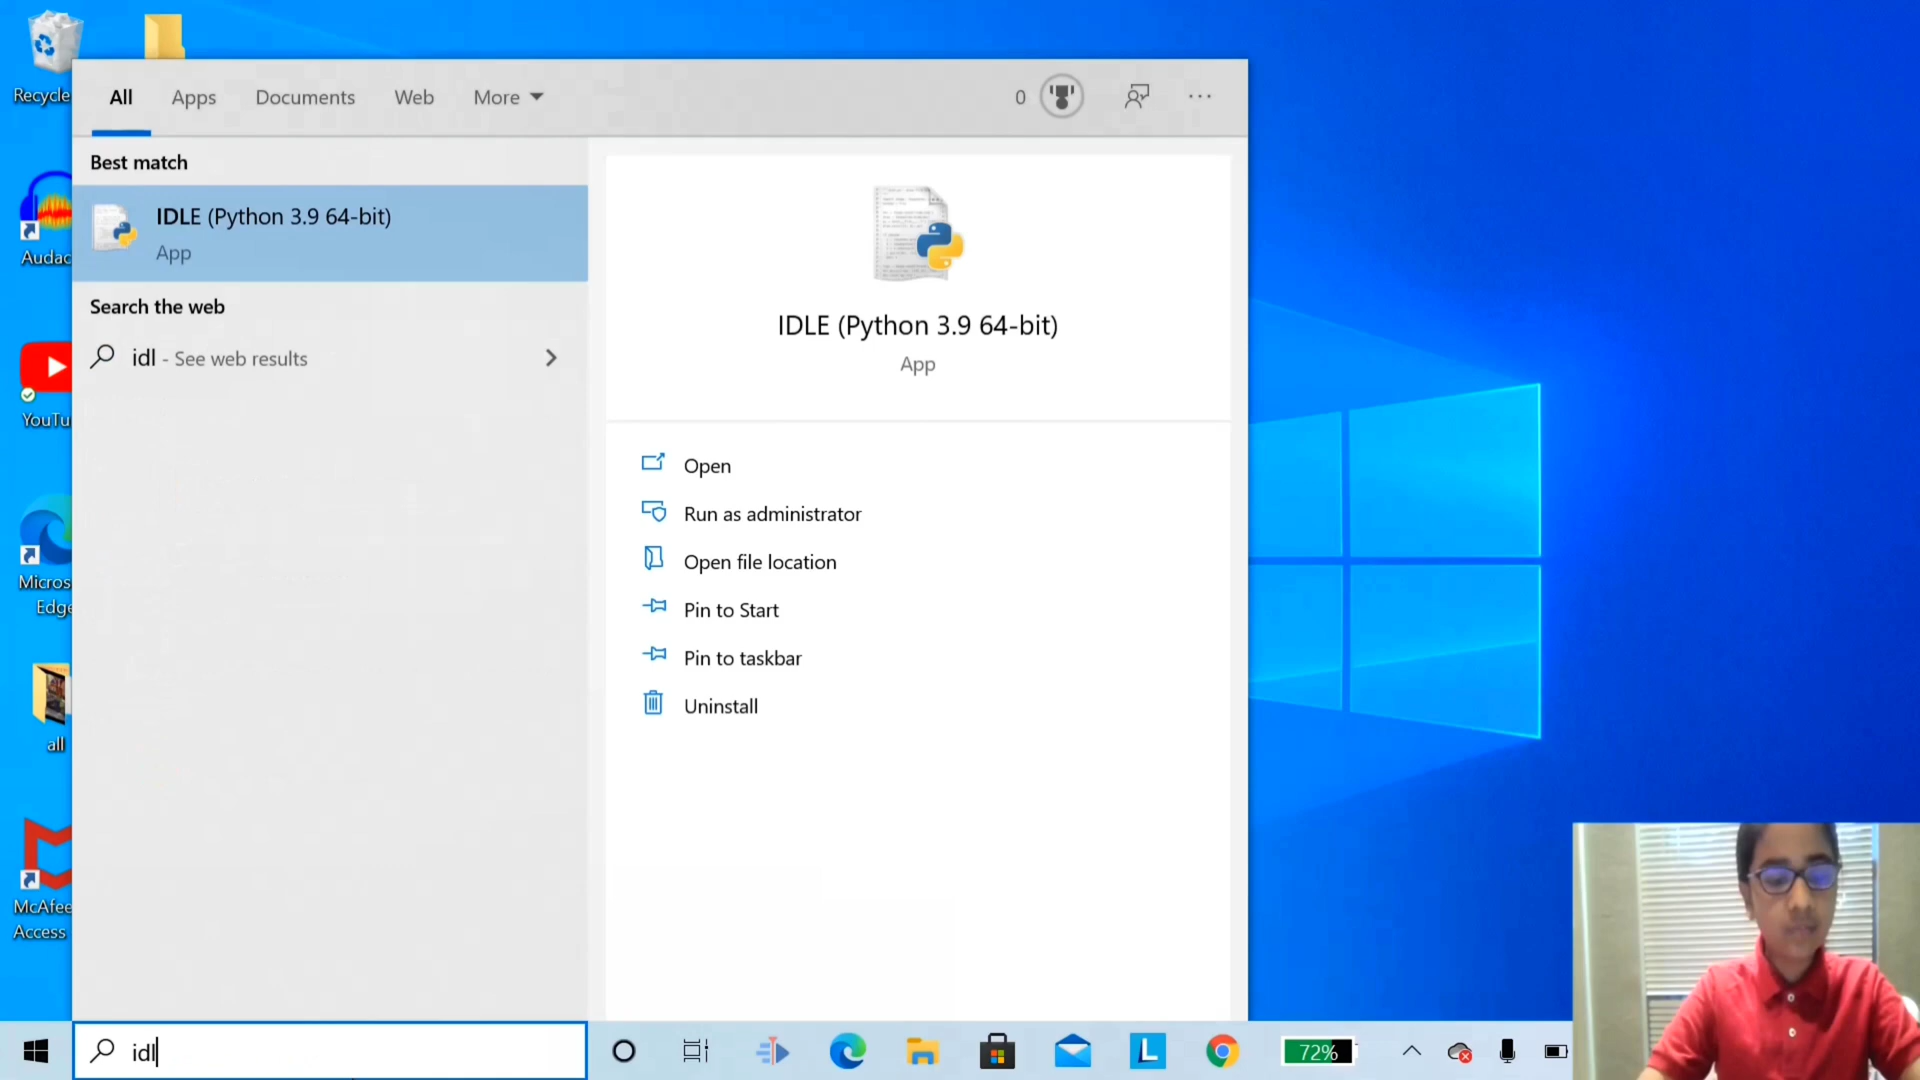 Recycle
All
Apps
Documents
Web
More
0
Best match
IDLE (Python 3.9 64-bit)
App
Search the web
idl - See web results
IDLE (Python 3.9 64-bit)
App
Open
Run as administrator
Open file location
Pin to Start
Pin to taskbar
Uninstall
Audac
YouTu
Micros
Edge
all
McAfee
Access
idl
L
72%